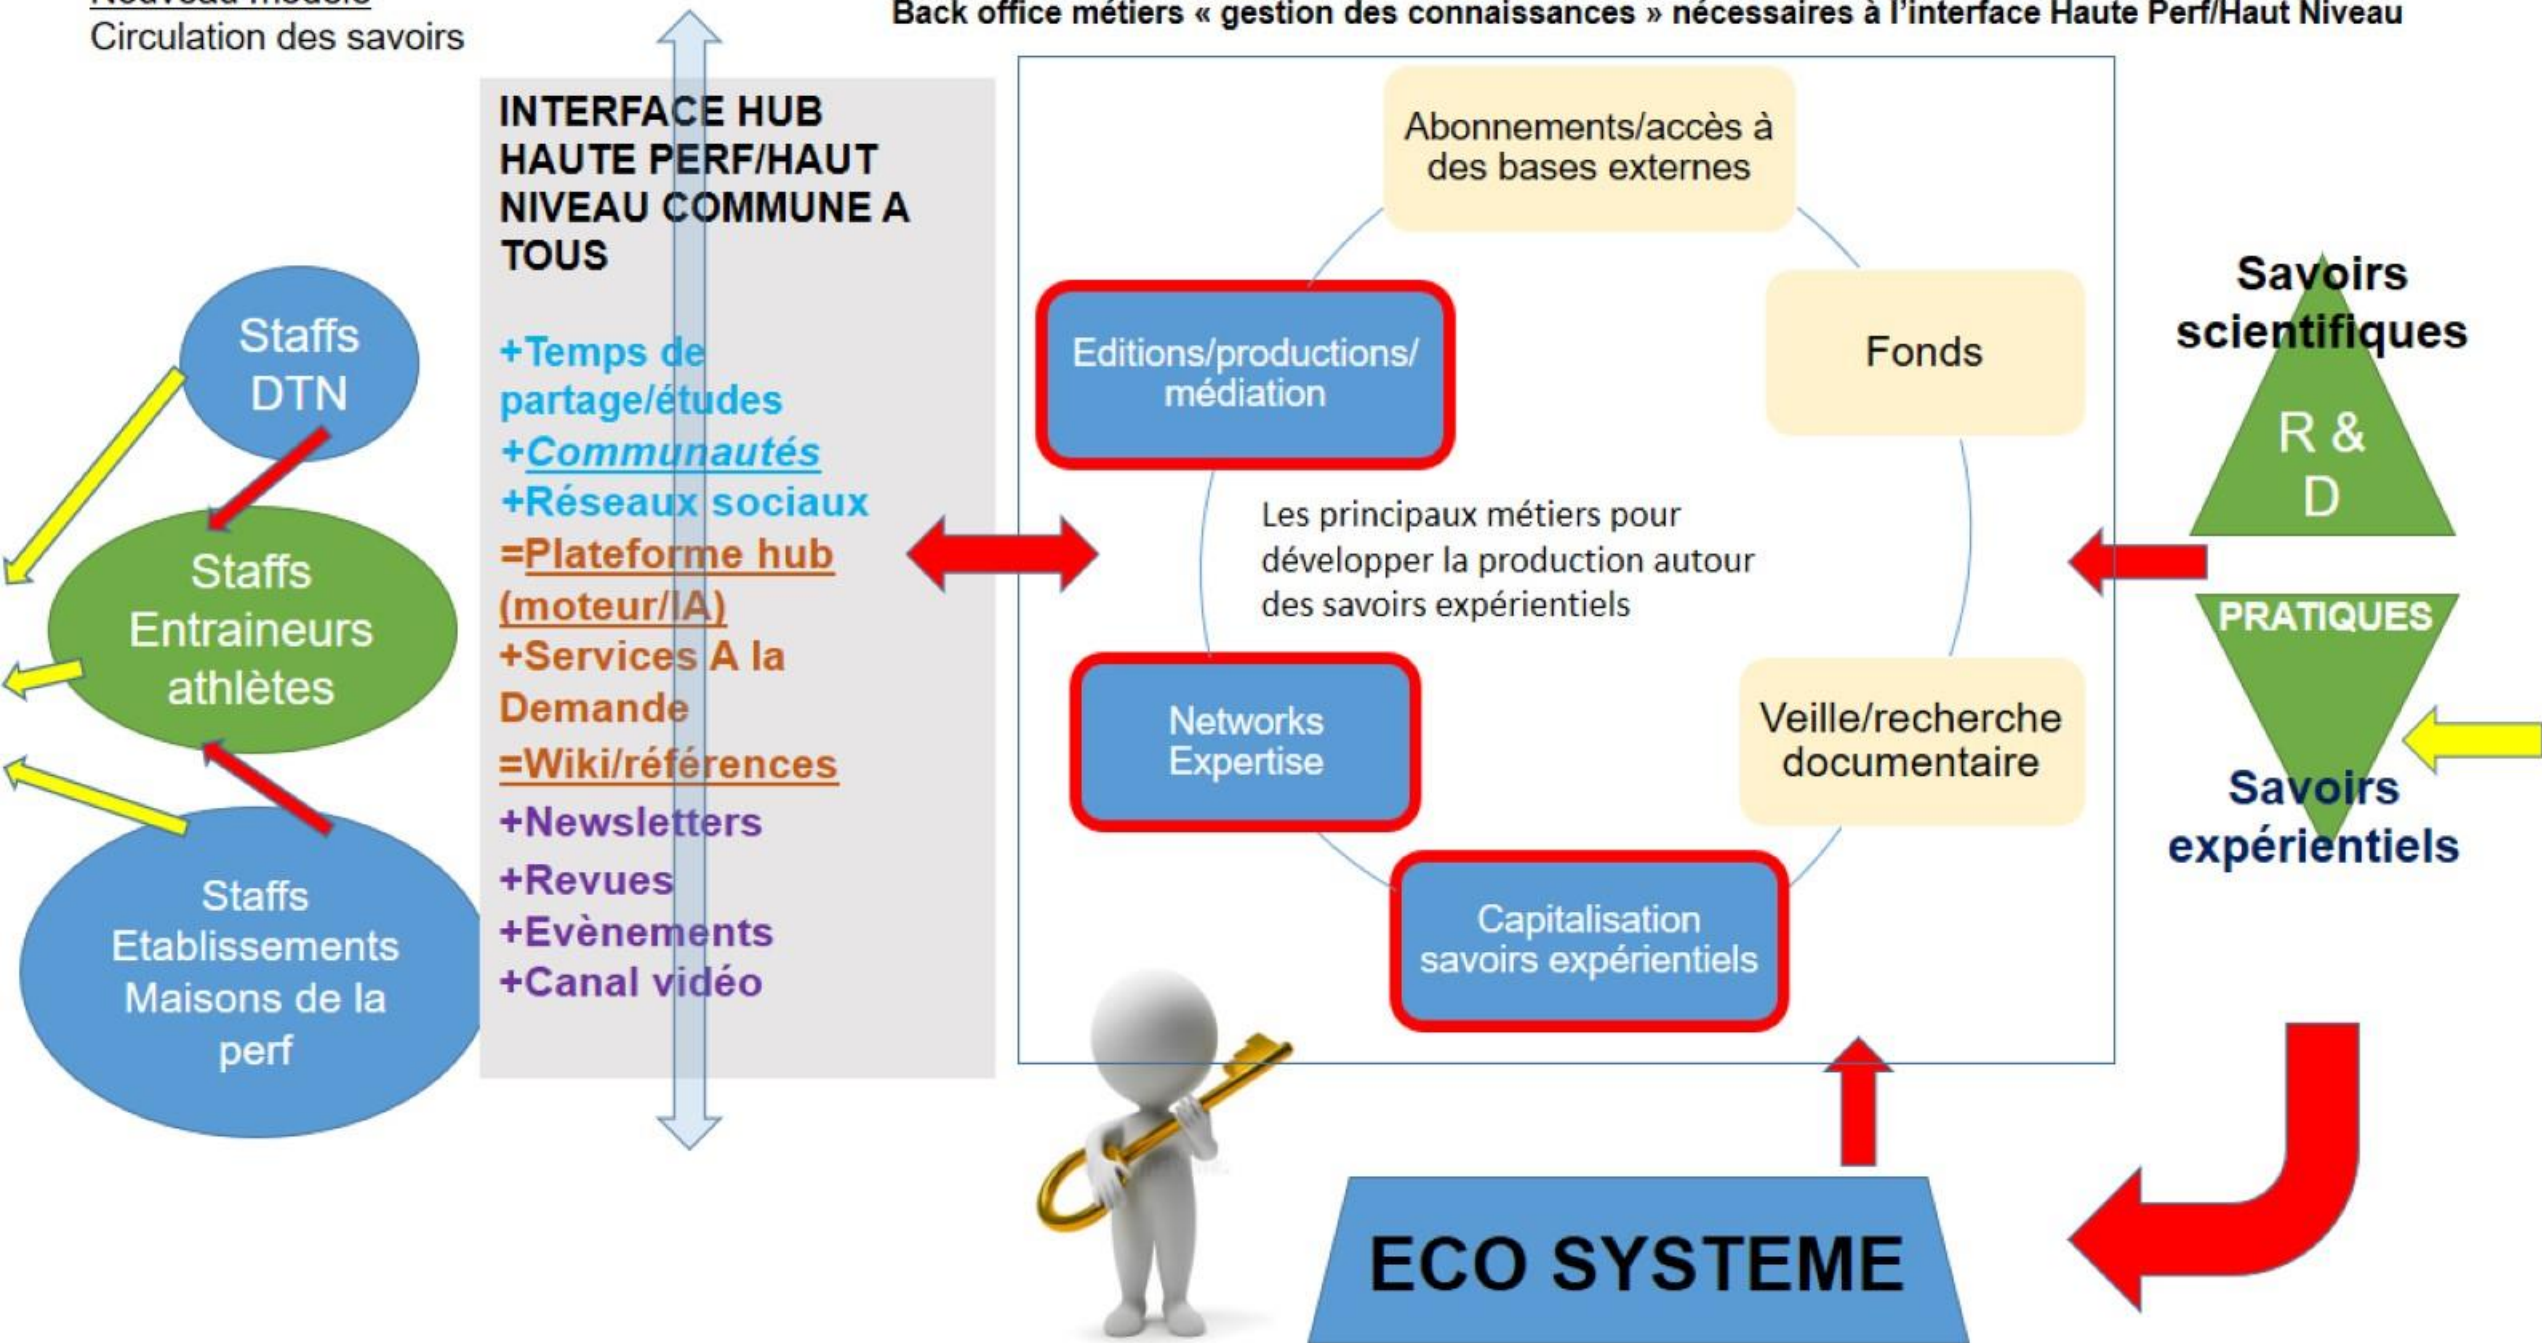 Nouveau modèle
Circulation des savoirs
Back office métiers « gestion des connaissances » nécessaires à l'interface Haute Perf/Haut Niveau
Staffs
DTN
Staffs
Entraineurs
athlètes
Staffs
Etablissements
Maisons de la
perf
INTERFACE HUB
HAUTE PERF/HAUT
NIVEAU COMMUNE A
TOUS
+Temps de
partage/études
+Communautés
+Réseaux sociaux
=Plateforme hub
(moteur/IA)
+Services A la
Demande
=Wiki/références
+Newsletters
+Revues
+Evènements
+Canal vidéo
Abonnements/accès à
des bases externes
Editions/productions/
médiation
Fonds
Les principaux métiers pour
développer la production autour
des savoirs expérientiels
Networks
Expertise
Veille/recherche
documentaire
Capitalisation
savoirs expérientiels
Savoirs
scientifiques
R &
D
PRATIQUES
Savoirs
expérientiels
ECO SYSTEME